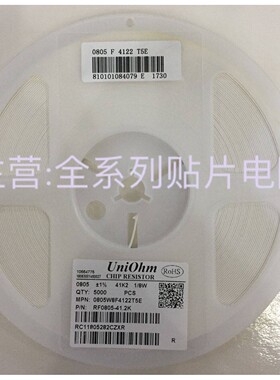 0805 F 4122 T5E
810101084079 E 1730
主营:全系列贴片电
UniOhm
CHIP RESISTOR
RoHS
0805 ±1% 41K2 1/8W
QTY: 5000 PCS
MPN: 0805W8F4122T5E
P/N: RF0805-41.2K
RC11805282CZXR
R